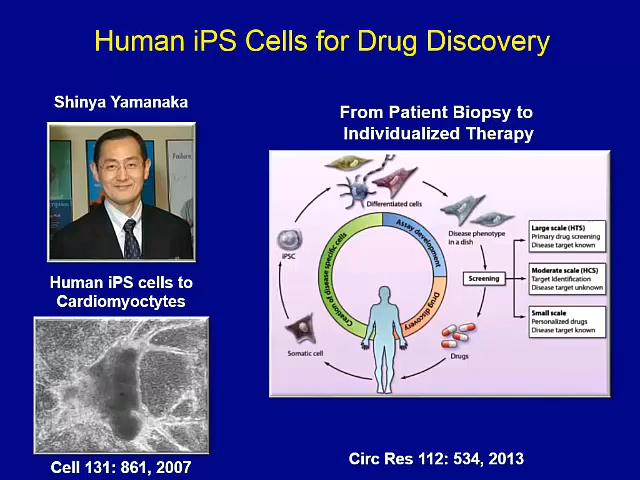 Human iPS Cells for Drug Discovery
Shinya Yamanaka
Failure
Human iPS cells to
Cardiomyoctytes
Cell 131: 861, 2007
From Patient Biopsy to
Individualized Therapy
Differentiated cells
Disease phenotype
in a dish
iPSC
Somatic cell
Creation of disease specific cells
Assay development
Drug discovery
Screening
Drugs
Large scale (HTS)
Primary drug screening
Disease target known
Moderate scale (HCS)
Target Identification
Disease target unknown
Small scale
Personalized drugs
Disease target known
Circ Res 112: 534, 2013